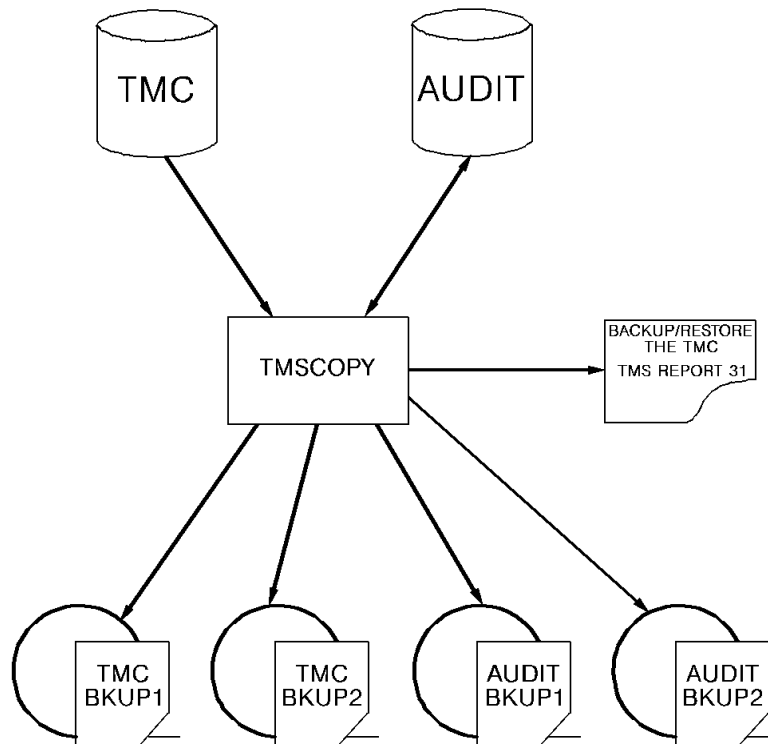 TMC
AUDIT
TMSCOPY
BACKUP/RESTORE
THE TMC
TMS REPORT 31
TMC
BKUP1
TMC
BKUP2
AUDIT
BKUP1
AUDIT
BKUP2